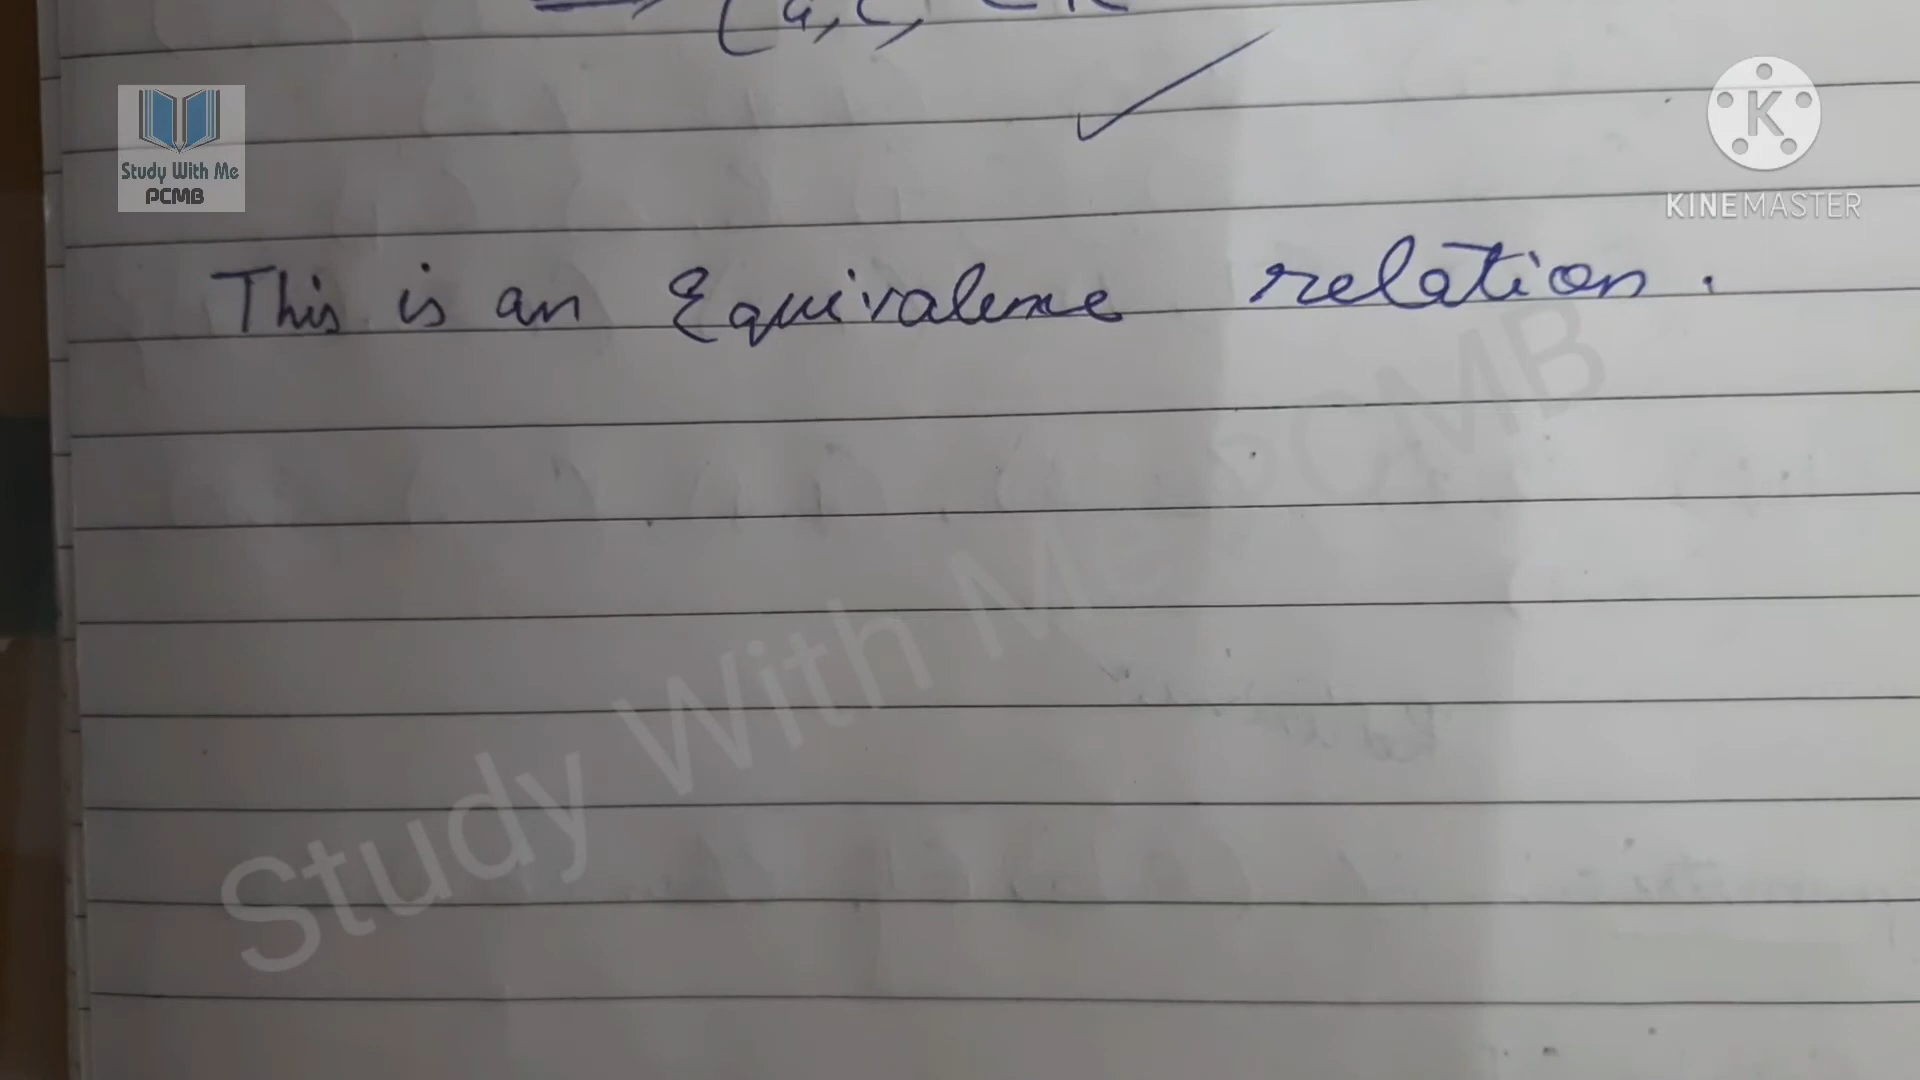 (a, c) ∈ R
Study With Me
PCMB
KINEMASTER
This is an Equivalence relation.
Study With Me PCMB